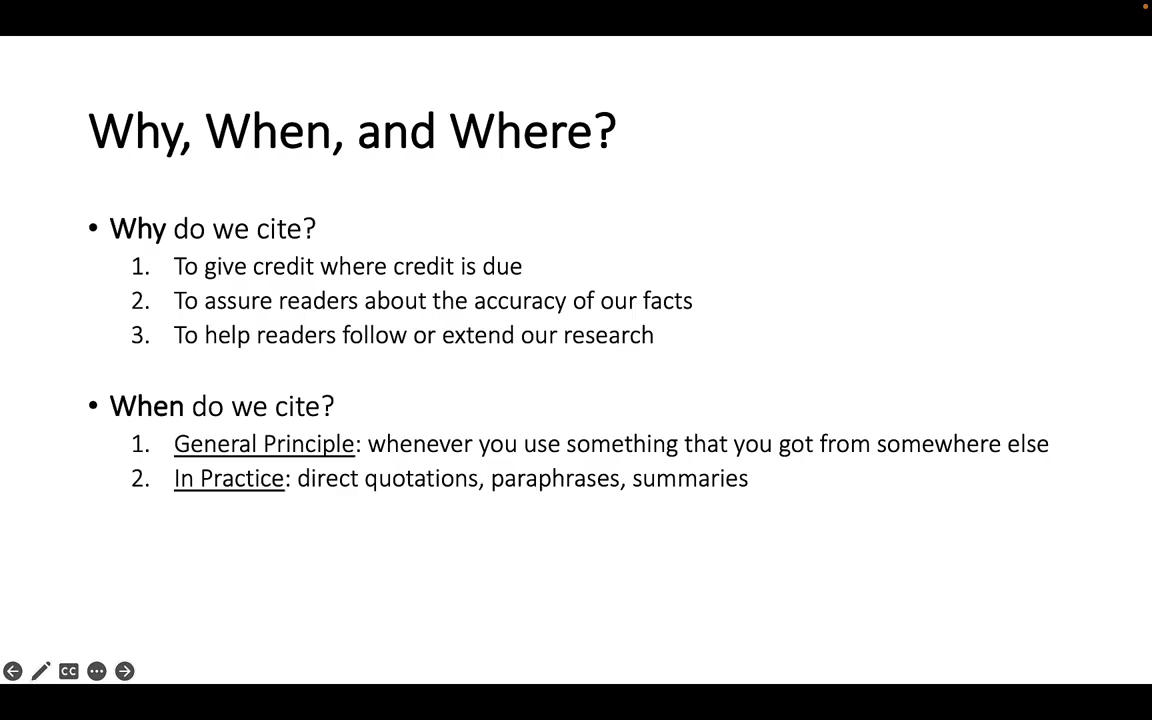 Why, When, and Where?
• Why do we cite?
1. To give credit where credit is due
2. To assure readers about the accuracy of our facts
3. To help readers follow or extend our research
• When do we cite?
1. General Principle: whenever you use something that you got from somewhere else
2. In Practice: direct quotations, paraphrases, summaries
CC